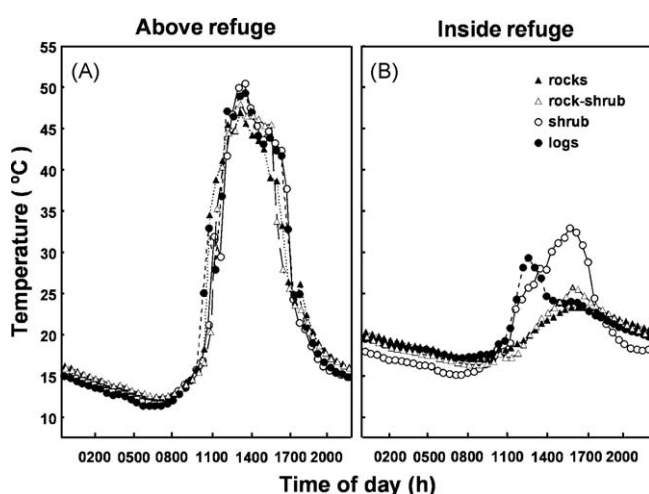 Above refuge
Inside refuge
(A)
(B)
Temperature ( ºC)
55
50
45
40
35
30
25
20
15
10
rocks
rock-shrub
shrub
logs
0200 0500 0800 1100 1400 1700 2000
0200 0500 0800 1100 1400 1700 2000
Time of day (h)